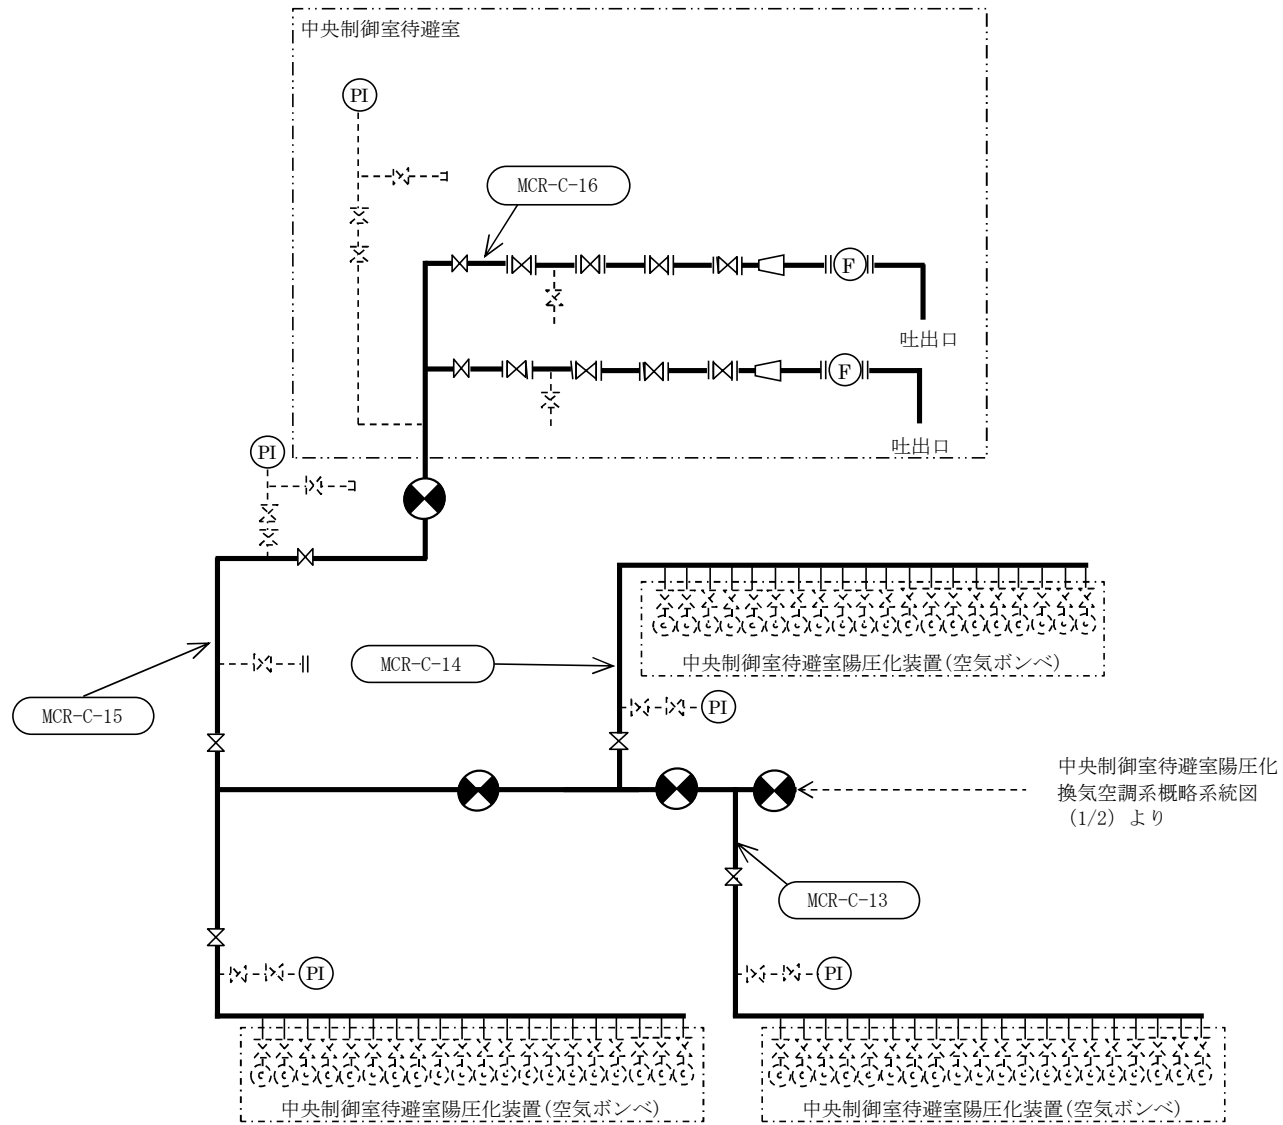 中央制御室待避室
PI
MCR-C-16
F
吐出口
F
吐出口
PI
中央制御室待避室陽圧化装置(空気ボンベ)
MCR-C-14
PI
MCR-C-15
中央制御室待避室陽圧化
換気空調系概略系統図
(1/2) より
MCR-C-13
PI
PI
中央制御室待避室陽圧化装置(空気ボンベ)
中央制御室待避室陽圧化装置(空気ボンベ)